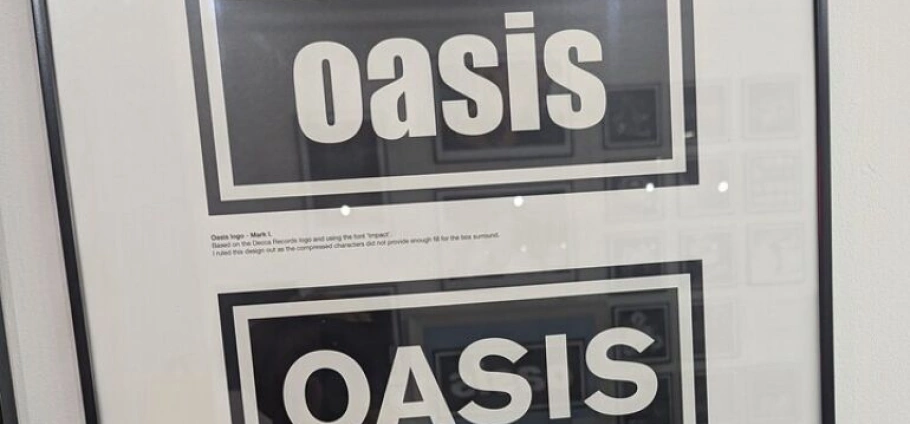 oasis
Oasis logo - Mark I.
Based on the Decca Records logo and using the font 'Impact'.
I ruled this design out as the compressed characters did not provide enough fill for the box surround.
OASIS